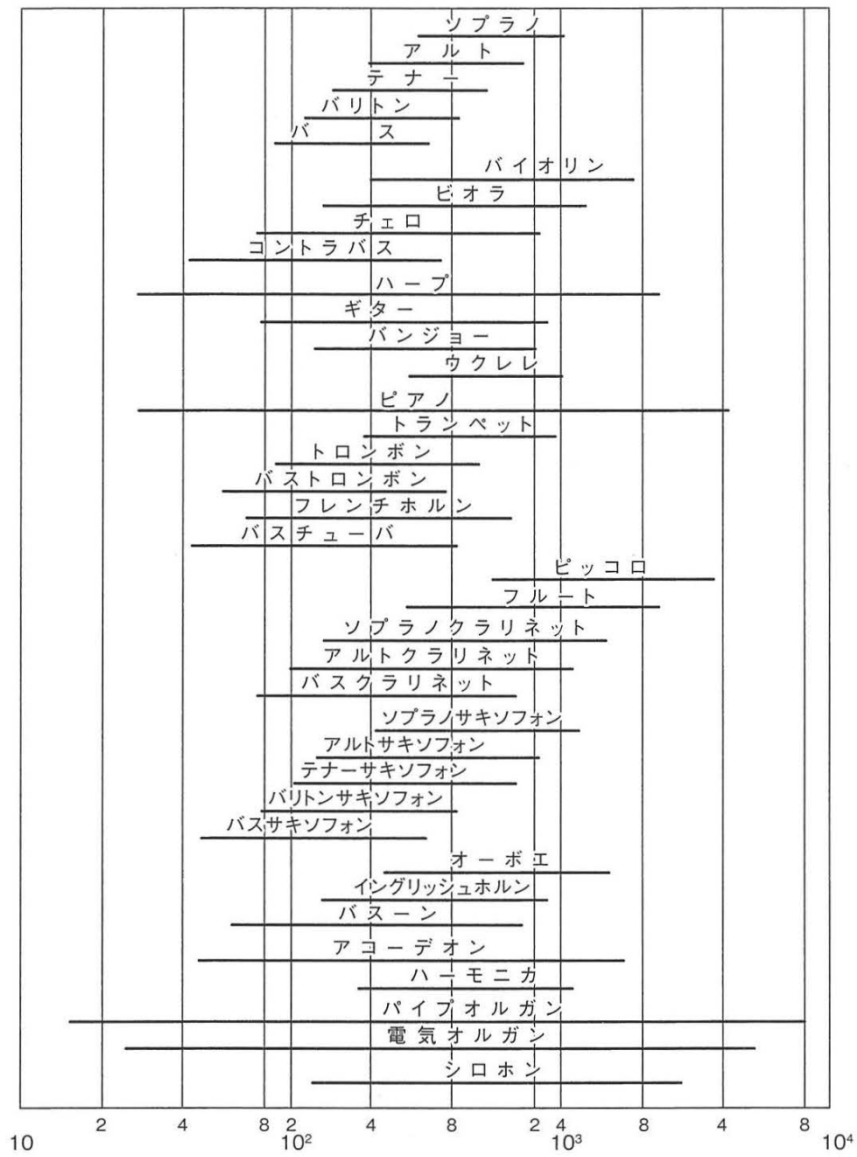 ソプラノ
アルト
テナー
バリトン
バス
バイオリン
ビオラ
チェロ
コントラバス
ハープ
ギター
バンジョー
ウクレレ
ピアノ
トランペット
トロンボン
バストロンボン
フレンチホルン
バスチューバ
ピッコロ
フルート
ソプラノクラリネット
アルトクラリネット
バスクラリネット
ソプラノサキソフォン
アルトサキソフォン
テナーサキソフォン
バリトンサキソフォン
バスサキソフォン
オーボエ
イングリッシュホルン
バスーン
アコーデオン
ハーモニカ
パイプオルガン
電気オルガン
シロホン
2 4 8 2 4 8 2 4 8 4 8
10 10² 10³ 10⁴